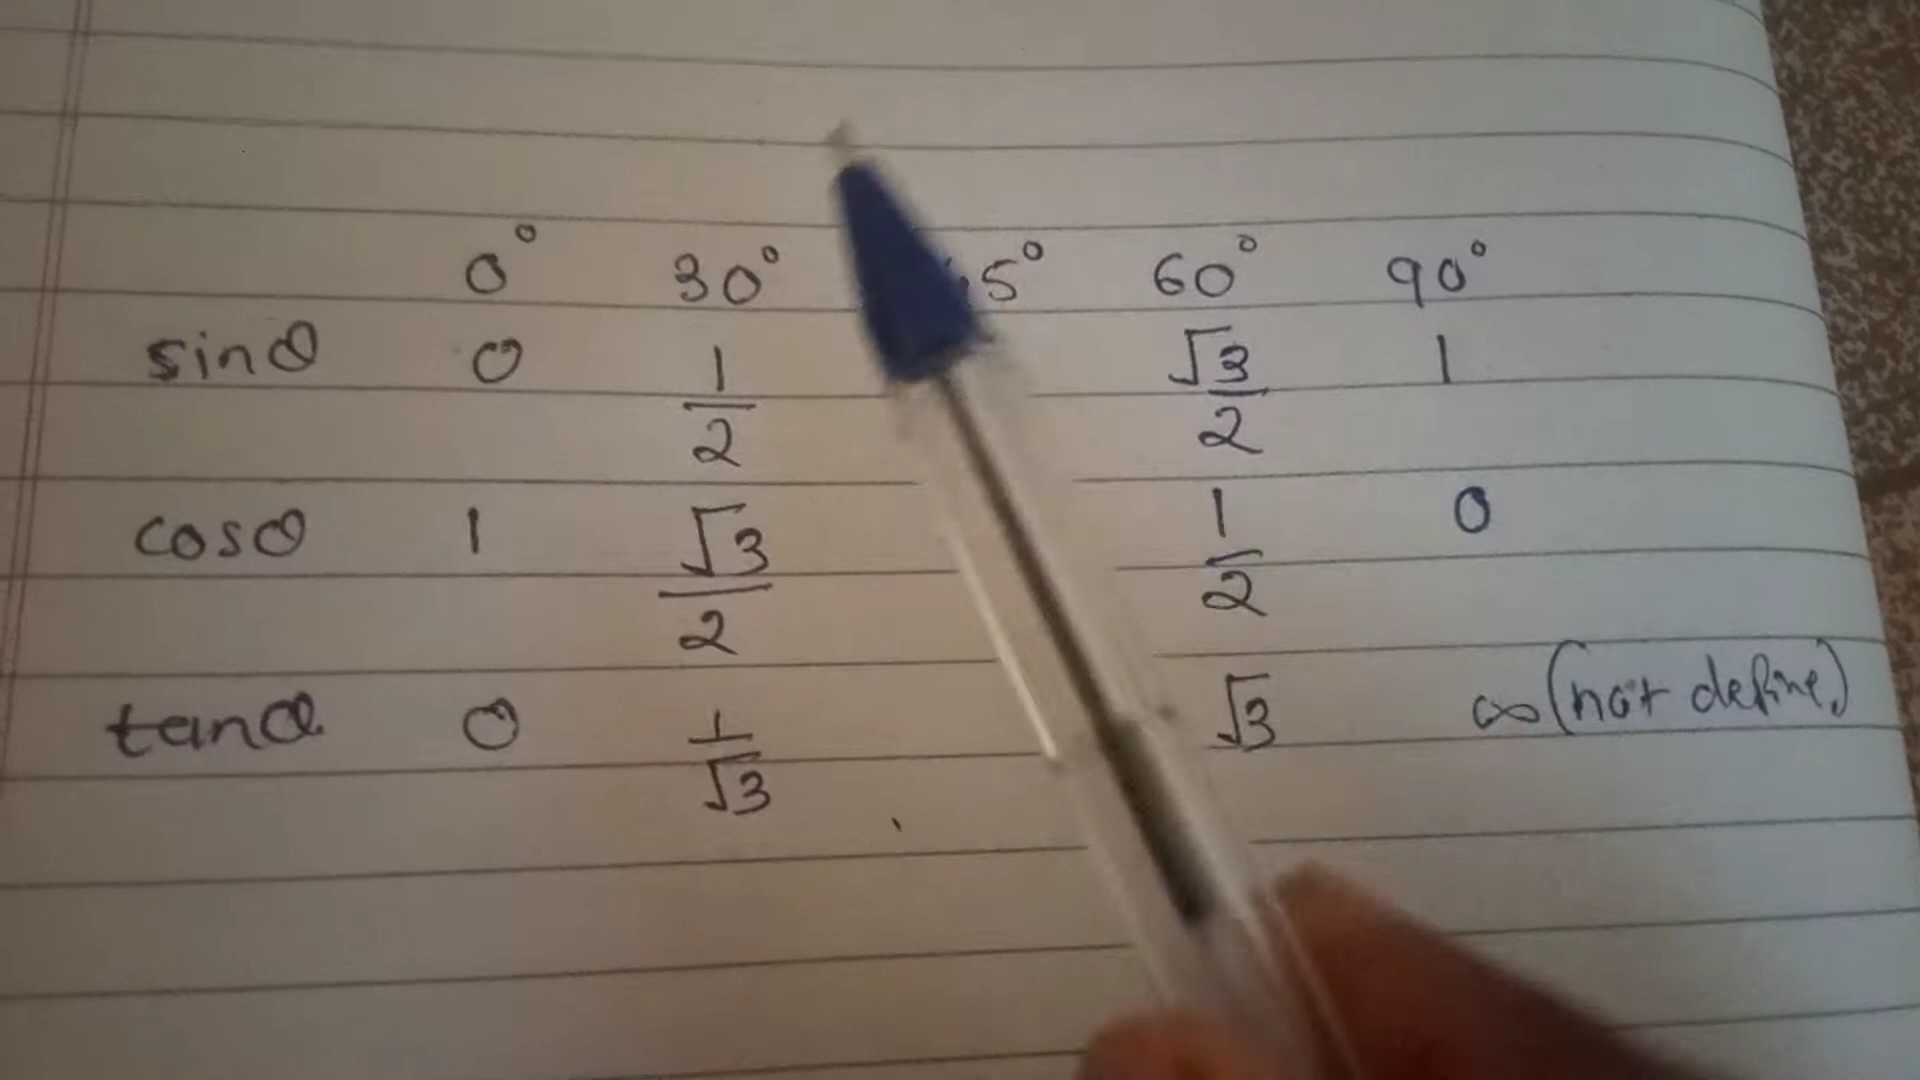 0° 30° 5° 60° 90°
sinθ 0 1/2 √3/2 1
cosθ 1 √3/2 1/2 0
tanθ 0 1/√3 √3 ∞ (not define)